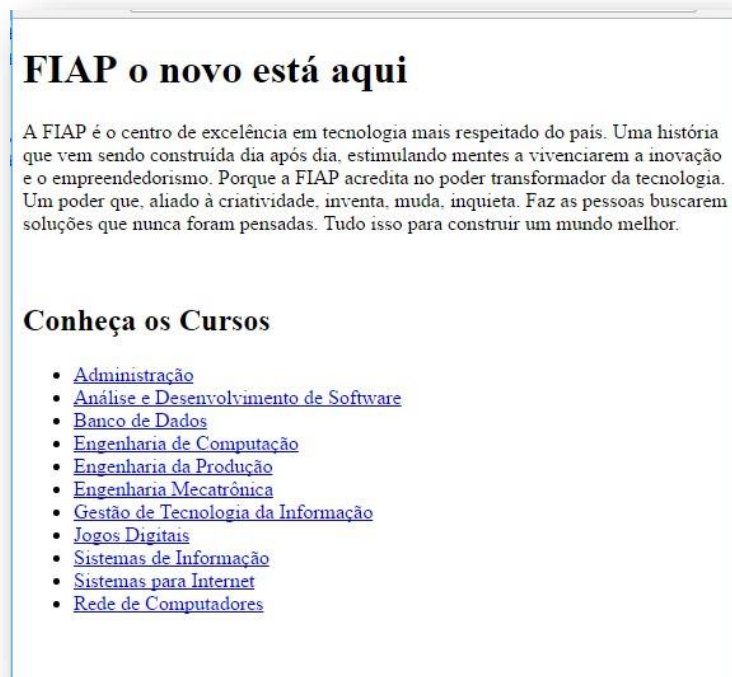 FIAP o novo está aqui
A FIAP é o centro de excelência em tecnologia mais respeitado do país. Uma história
que vem sendo construída dia após dia, estimulando mentes a vivenciarem a inovação
e o empreendedorismo. Porque a FIAP acredita no poder transformador da tecnologia.
Um poder que, aliado à criatividade, inventa, muda, inquieta. Faz as pessoas buscarem
soluções que nunca foram pensadas. Tudo isso para construir um mundo melhor.
Conheça os Cursos
Administração
Análise e Desenvolvimento de Software
Banco de Dados
Engenharia de Computação
Engenharia da Produção
Engenharia Mecatrônica
Gestão de Tecnologia da Informação
Jogos Digitais
Sistemas de Informação
Sistemas para Internet
Rede de Computadores